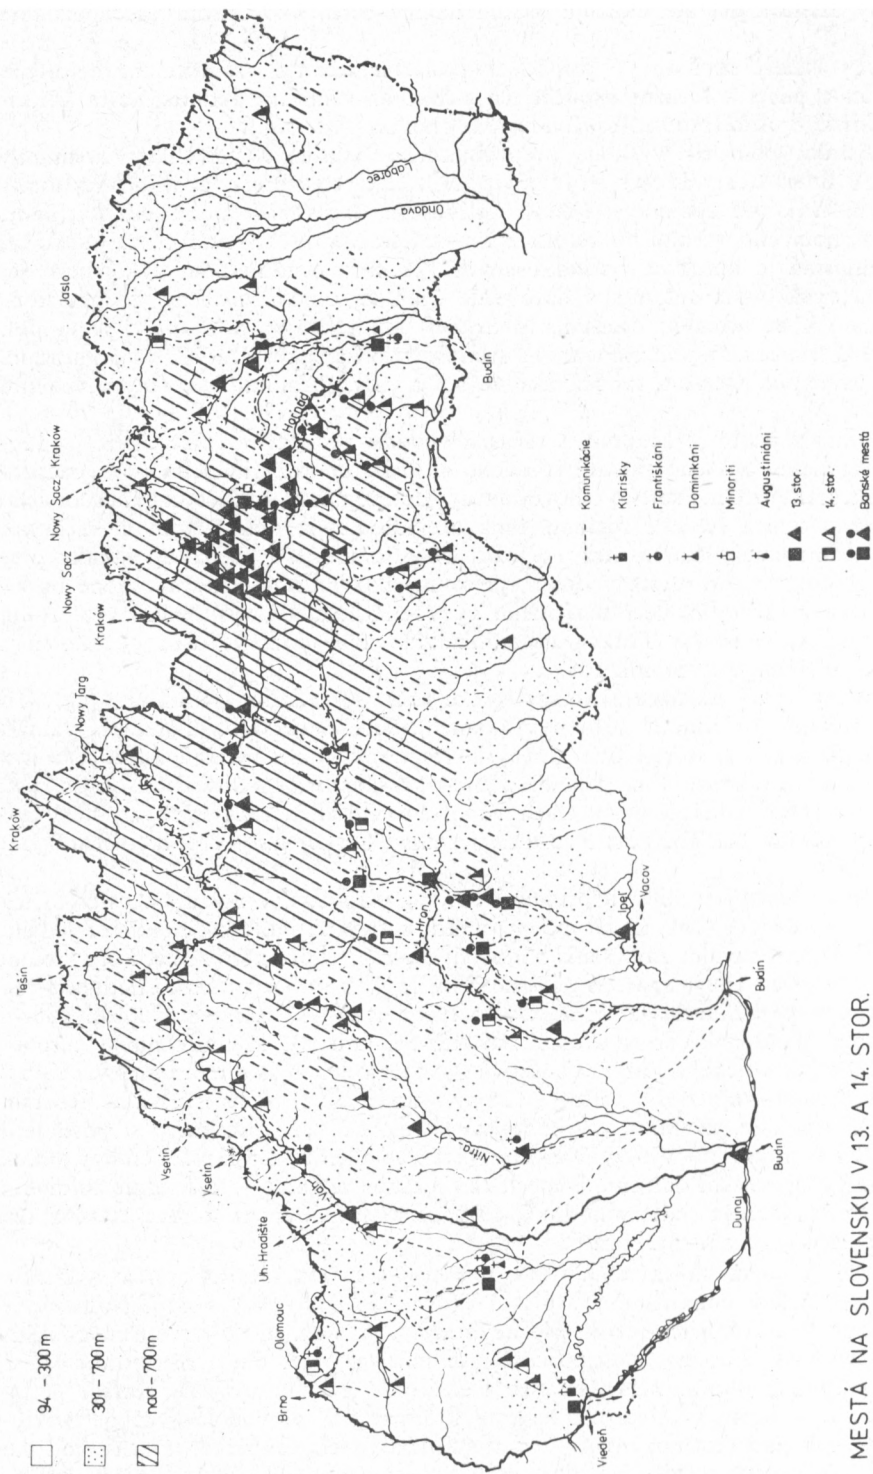 94 – 300 m
301 – 700 m
nad – 700 m
Brno
Olomouc
Uh. Hradište
Vsetín
Vsetín
Tešín
Kraków
Nowy Targ
Kraków
Nowy Sacz
Nowy Sacz-Kraków
Jaslo
Viedeň
Dunaj
Budín
Budín
Váh
Nitra
Hron
Ipeľ
Vacov
Hornád
Budín
Ondava
Komunikácie
Klarisky
Františkáni
Dominikáni
Minoriti
Augustiniáni
13. stor.
14. stor.
Banské mestá
MESTÁ NA SLOVENSKU V 13. A 14. STOR.